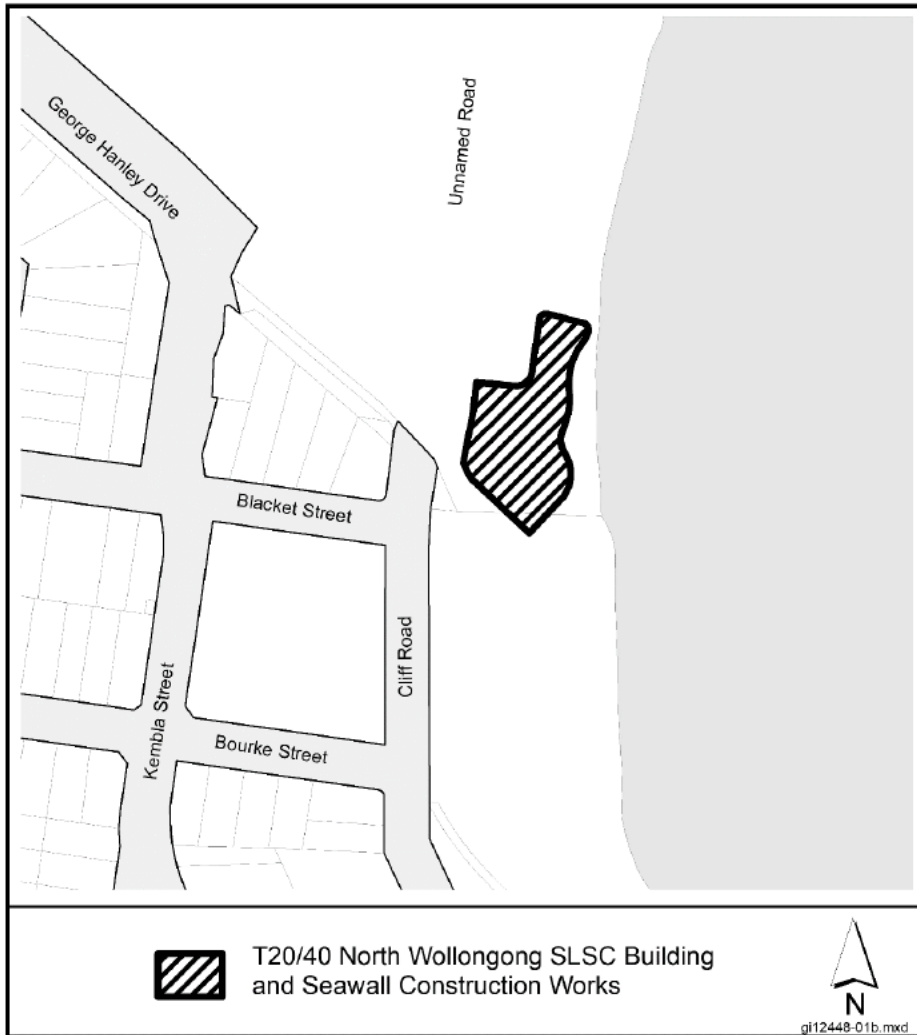 Unnamed Road
George Hanley Drive
Blacket Street
Cliff Road
Kembla Street
Bourke Street
T20/40 North Wollongong SLSC Building
and Seawall Construction Works
N
gi12448-01b.mxd